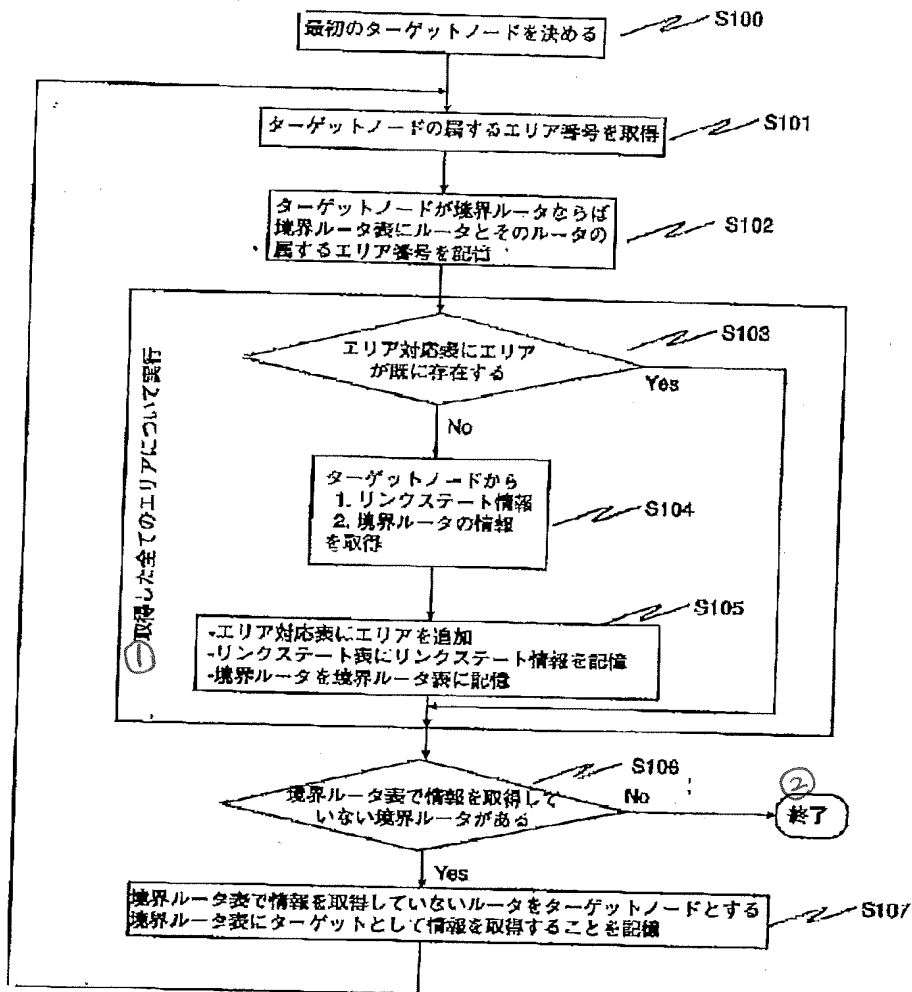 最初のターゲットノードを決める
S100
ターゲットノードの属するエリア番号を取得
S101
ターゲットノードが境界ルータならば
境界ルータ表にルータとそのルータの
属するエリア番号を記憶
S102
①取得した全てのエリアについて実行
エリア対応表にエリア
が既に存在する
S103
Yes
No
ターゲットノードから
1. リンクステート情報
2. 境界ルータの情報
を取得
S104
-エリア対応表にエリアを追加
-リンクステート表にリンクステート情報を記憶
-境界ルータを境界ルータ表に記憶
S105
境界ルータ表で情報を取得して
いない境界ルータがある
S106
No
②
終了
Yes
境界ルータ表で情報を取得していないルータをターゲットノードとする
境界ルータ表にターゲットとして情報を取得することを記憶
S107